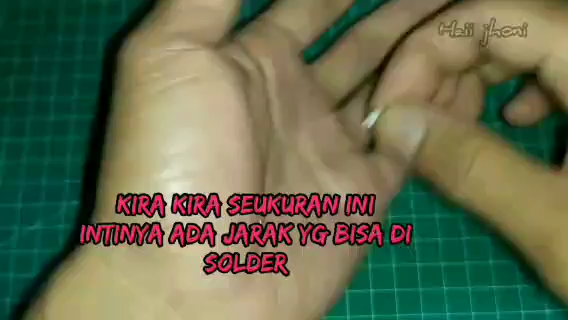 Haii jhoni
KIRA KIRA SEUKURAN INI
INTINYA ADA JARAK YG BISA DI
SOLDER